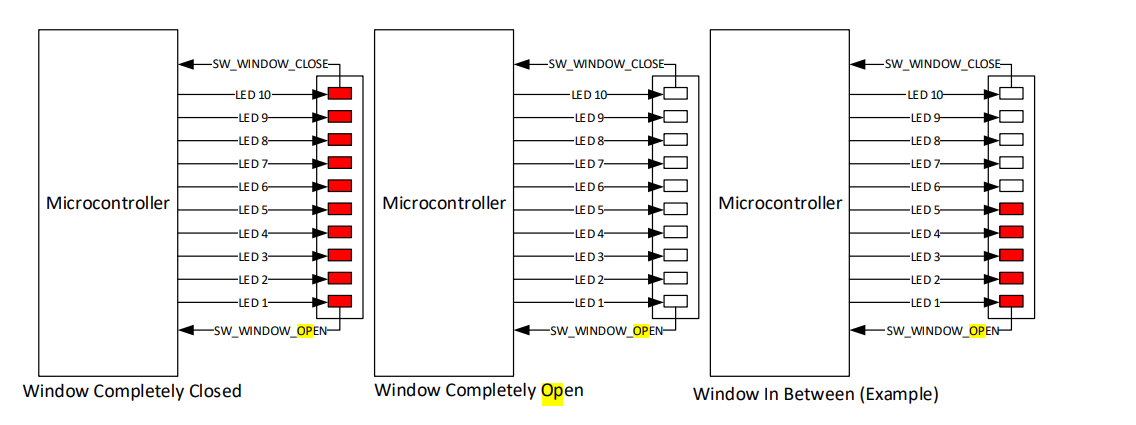 SW_WINDOW_CLOSE
LED 10
LED 9
LED 8
LED 7
LED 6
Microcontroller
LED 5
LED 4
LED 3
LED 2
LED 1
SW_WINDOW_OPEN
Window Completely Closed
SW_WINDOW_CLOSE
LED 10
LED 9
LED 8
LED 7
LED 6
Microcontroller
LED 5
LED 4
LED 3
LED 2
LED 1
SW_WINDOW_OPEN
Window Completely Open
SW_WINDOW_CLOSE
LED 10
LED 9
LED 8
LED 7
LED 6
Microcontroller
LED 5
LED 4
LED 3
LED 2
LED 1
SW_WINDOW_OPEN
Window In Between (Example)